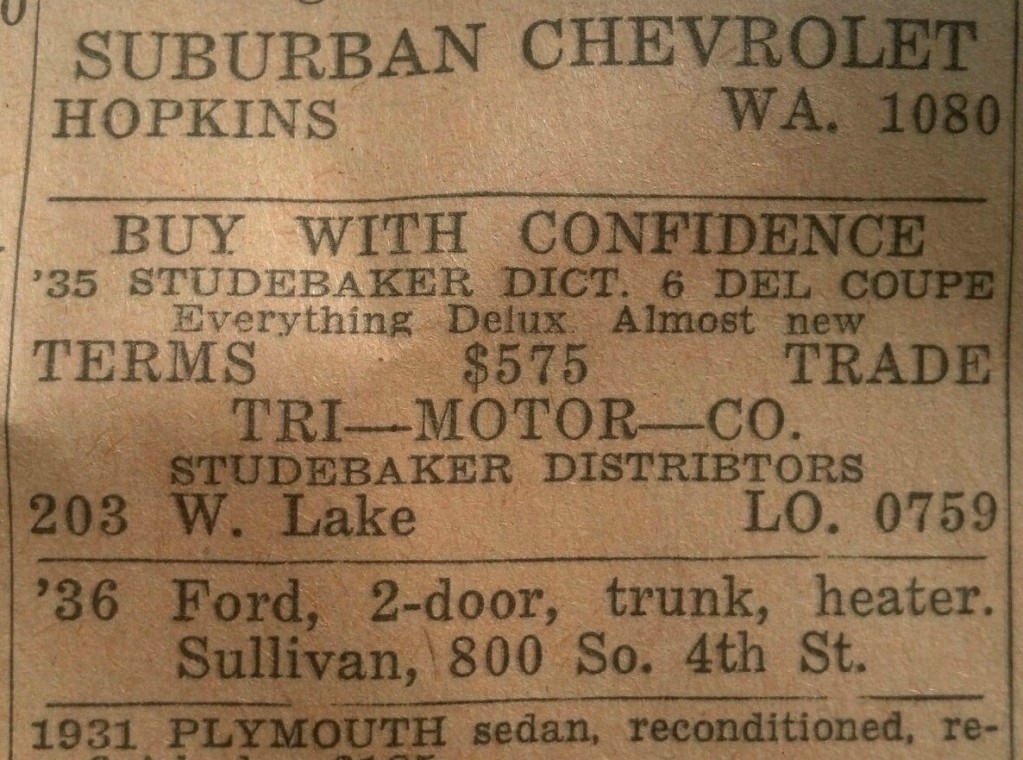 SUBURBAN CHEVROLET
HOPKINS WA. 1080
BUY WITH CONFIDENCE
'35 STUDEBAKER DICT. 6 DEL COUPE
Everything Delux Almost new
TERMS $575 TRADE
TRI—MOTOR—CO.
STUDEBAKER DISTRIBTORS
203 W. Lake LO. 0759
'36 Ford, 2-door, trunk, heater.
Sullivan, 800 So. 4th St.
1931 PLYMOUTH sedan, reconditioned, re-